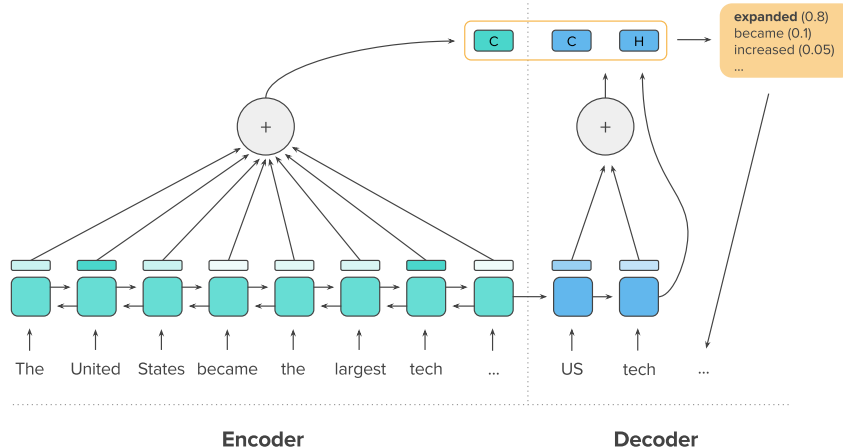 C C H
expanded (0.8)
became (0.1)
increased (0.05)
...
+ +
The United States became the largest tech ... US tech ...
Encoder Decoder